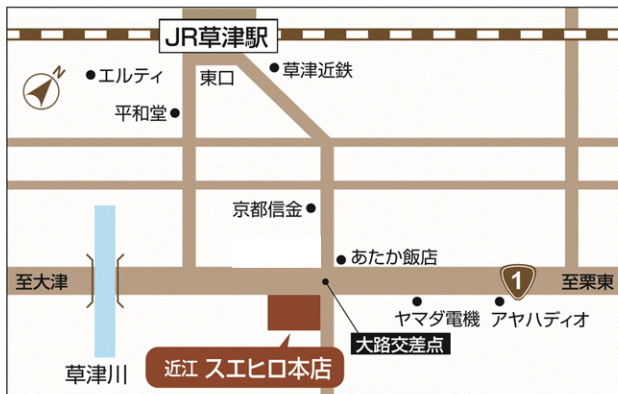 JR草津駅
N
エルティ
東口
草津近鉄
平和堂
京都信金
あたか飯店
至大津
1
至栗東
ヤマダ電機
アヤハディオ
大路交差点
近江 スエヒロ本店
草津川